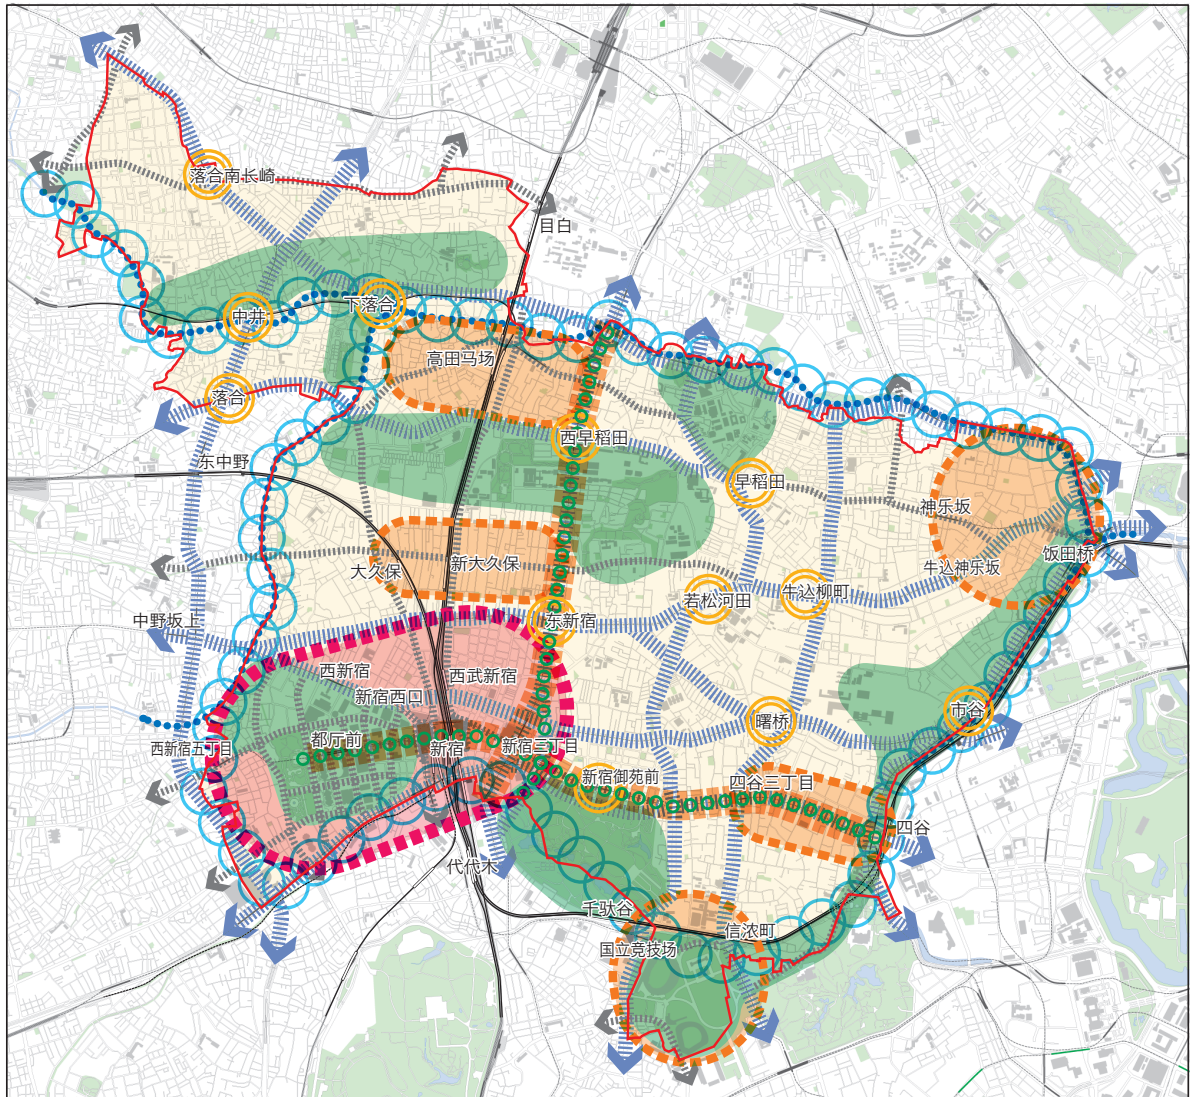 落合南长崎
目白
中井
下落合
高田马场
落合
西早稻田
东中野
早稻田
神乐坂
饭田桥
新大久保
大久保
牛込神乐坂
牛込柳町
若松河田
中野坂上
东新宿
西新宿
西武新宿
新宿西口
市谷
曙桥
都厅前
新宿
新宿三丁目
西新宿五丁目
新宿御苑前
四谷三丁目
四谷
代代木
千驮谷
信浓町
国立竞技场